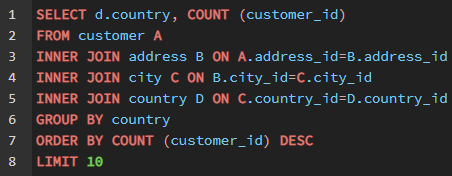 1 SELECT d.country, COUNT (customer_id)
2 FROM customer A
3 INNER JOIN address B ON A.address_id=B.address_id
4 INNER JOIN city C ON B.city_id=C.city_id
5 INNER JOIN country D ON C.country_id=D.country_id
6 GROUP BY country
7 ORDER BY COUNT (customer_id) DESC
8 LIMIT 10